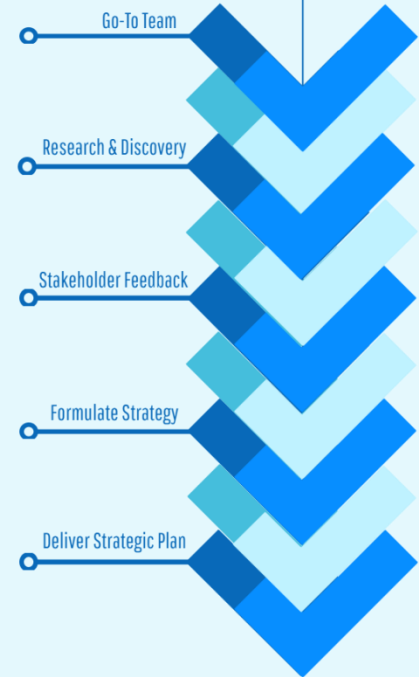 Go-To Team
Research & Discovery
Stakeholder Feedback
Formulate Strategy
Deliver Strategic Plan